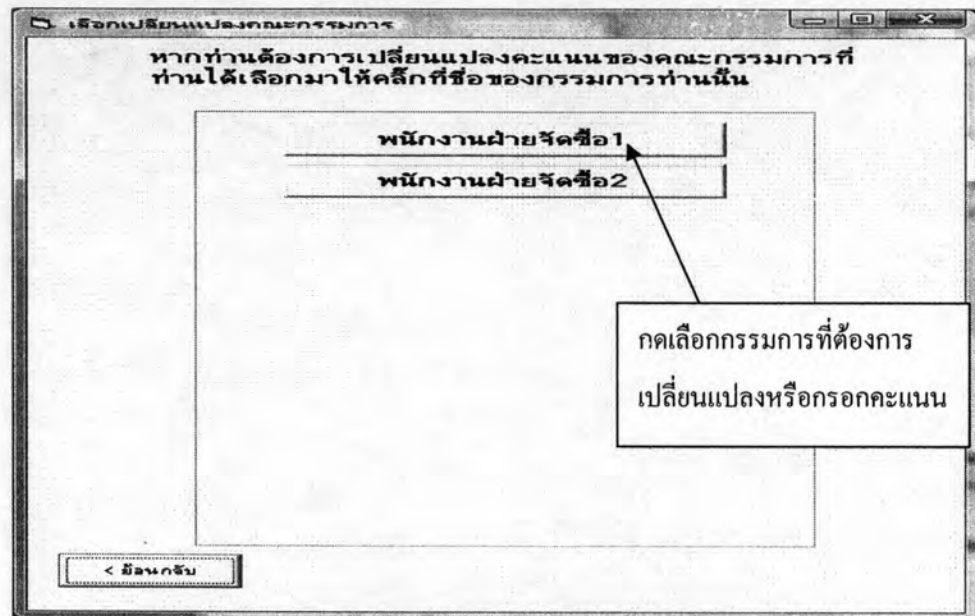 เลือกเปลี่ยนแปลงคณะกรรมการ
หากท่านต้องการเปลี่ยนแปลงคะแนนของคณะกรรมการที่
ท่านได้เลือกมาให้คลิ๊กที่ชื่อของกรรมการท่านนั้น
พนักงานฝ่ายจัดซื้อ1
พนักงานฝ่ายจัดซื้อ2
กดเลือกกรรมการที่ต้องการ
เปลี่ยนแปลงหรือกรอกคะแนน
< ย้อนกลับ